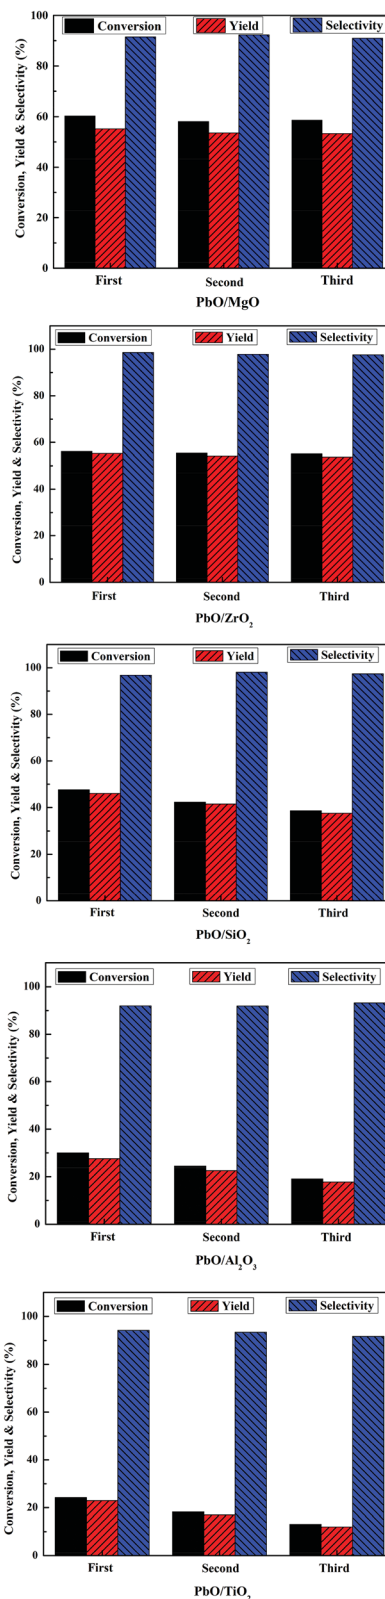 Conversion Yield Selectivity
Conversion, Yield & Selectivity (%)
100
80
60
40
20
0
First Second Third
PbO/MgO
Conversion Yield Selectivity
Conversion, Yield & Selectivity (%)
100
80
60
40
20
0
First Second Third
PbO/ZrO₂
Conversion Yield Selectivity
Conversion, Yield & Selectivity (%)
100
80
60
40
20
0
First Second Third
PbO/SiO₂
Conversion Yield Selectivity
Conversion, Yield & Selectivity (%)
100
80
60
40
20
0
First Second Third
PbO/Al₂O₃
Conversion Yield Selectivity
Conversion, Yield & Selectivity (%)
100
80
60
40
20
0
First Second Third
PbO/TiO₂